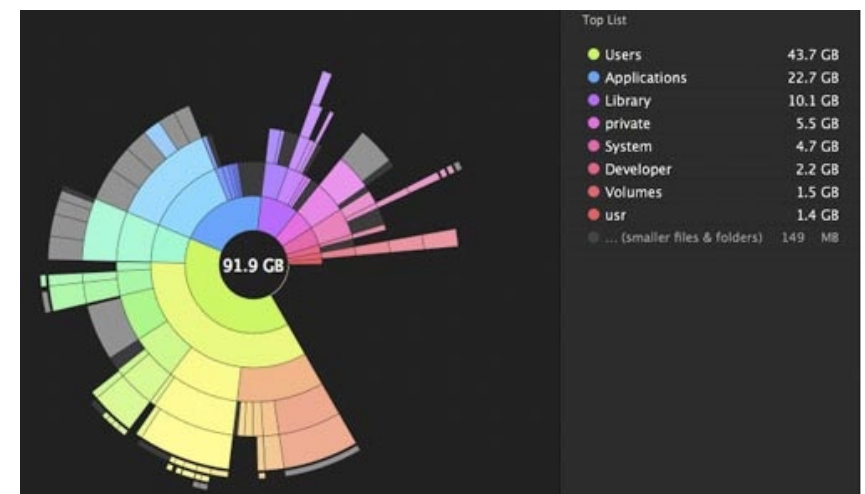 Top List
Users 43.7 GB
Applications 22.7 GB
Library 10.1 GB
private 5.5 GB
System 4.7 GB
Developer 2.2 GB
Volumes 1.5 GB
usr 1.4 GB
... (smaller files & folders) 149 MB
91.9 GB